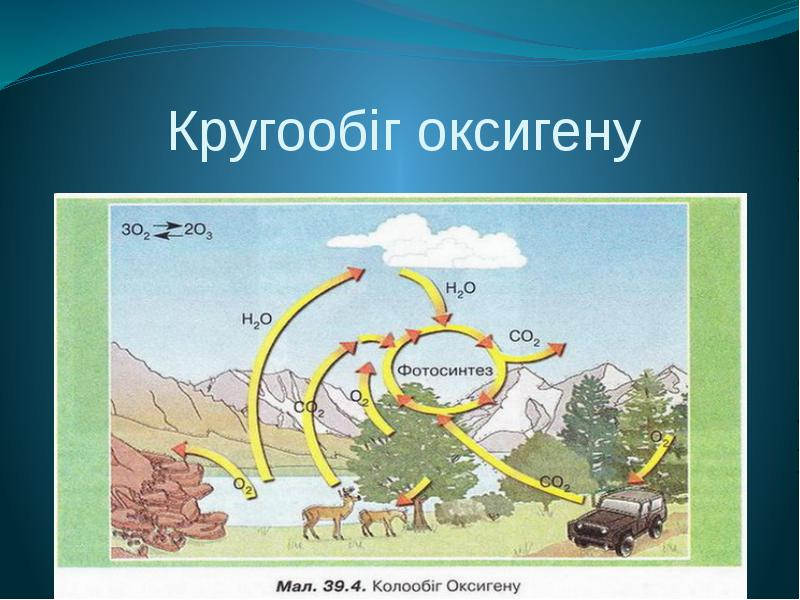 Кругообіг оксигену
3O₂ ⇄ 2O₃
H₂O
H₂O
CO₂
Фотосинтез
O₂
CO₂
O₂
O₂
CO₂
Мал. 39.4. Колообіг Оксигену